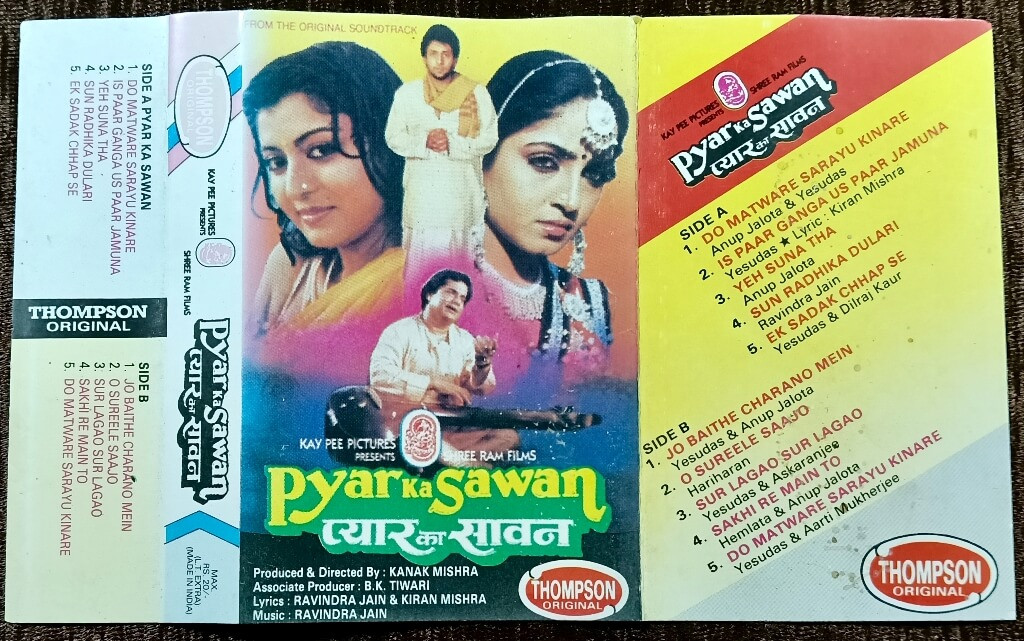 SIDE A PYAR KA SAWAN
1. DO MATWARE SARAYU KINARE
2. IS PAAR GANGA US PAAR JAMUNA
3. YEH SUNA THA
4. SUN RADHIKA DULARI
5. EK SADAK CHHAP SE
THOMPSON
ORIGINAL
SIDE B
1. JO BAITHE CHARANO MEIN
2. O SUREELE SAAJO
3. SUR LAGAO SUR LAGAO
4. SAKHI RE MAIN TO
5. DO MATWARE SARAYU KINARE
THOMPSON
ORIGINAL
KAY PEE PICTURES
PRESENTS
SHREE RAM FILMS
Pyar Ka Sawan
प्यार का सावन
MAX.
RS. 20/-
(L.T. EXTRA)
(MADE IN INDIA)
FROM THE ORIGINAL SOUNDTRACK
KAY PEE PICTURES
PRESENTS
SHREE RAM FILMS
Pyar Ka Sawan
प्यार का सावन
Produced & Directed By : KANAK MISHRA
Associate Producer : B.K. TIWARI
Lyrics : RAVINDRA JAIN & KIRAN MISHRA
Music : RAVINDRA JAIN
THOMPSON
ORIGINAL
KAY PEE PICTURES
PRESENTS
SHREE RAM FILMS
Pyar Ka Sawan
प्यार का सावन
SIDE A
1. DO MATWARE SARAYU KINARE
Anup Jalota & Yesudas
2. IS PAAR GANGA US PAAR JAMUNA
Yesudas ★ Lyric : Kiran Mishra
3. YEH SUNA THA
Anup Jalota
4. SUN RADHIKA DULARI
Ravindra Jain
5. EK SADAK CHHAP SE
Yesudas & Dilraj Kaur
SIDE B
1. JO BAITHE CHARANO MEIN
Yesudas & Anup Jalota
2. O SUREELE SAAJO
Hariharan
3. SUR LAGAO SUR LAGAO
Yesudas & Askaranjee
4. SAKHI RE MAIN TO
Hemlata & Anup Jalota
5. DO MATWARE SARAYU KINARE
Yesudas & Aarti Mukherjee
THOMPSON
ORIGINAL